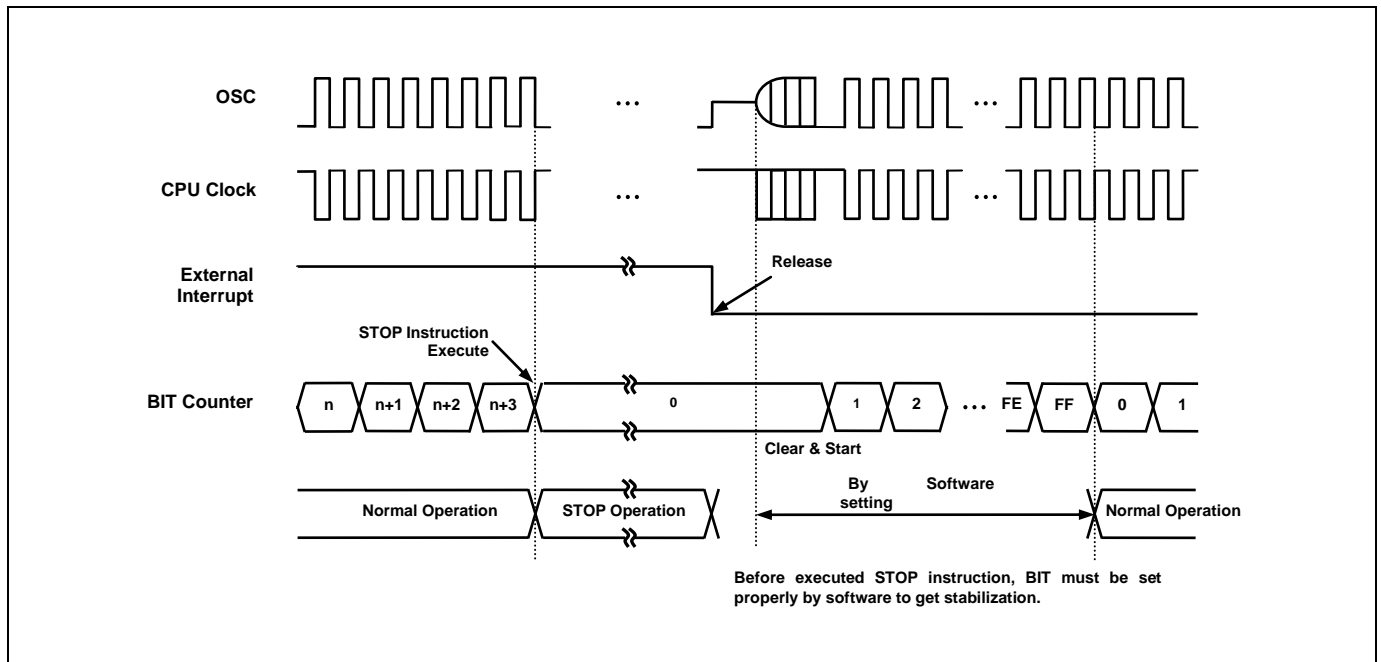 OSC
...
...
CPU Clock
...
...
External
Interrupt
Release
STOP Instruction
Execute
BIT Counter
n
n+1
n+2
n+3
0
1
2
...
FE
FF
0
1
Clear & Start
By Software
setting
Normal Operation
STOP Operation
Normal Operation
Before executed STOP instruction, BIT must be set
properly by software to get stabilization.